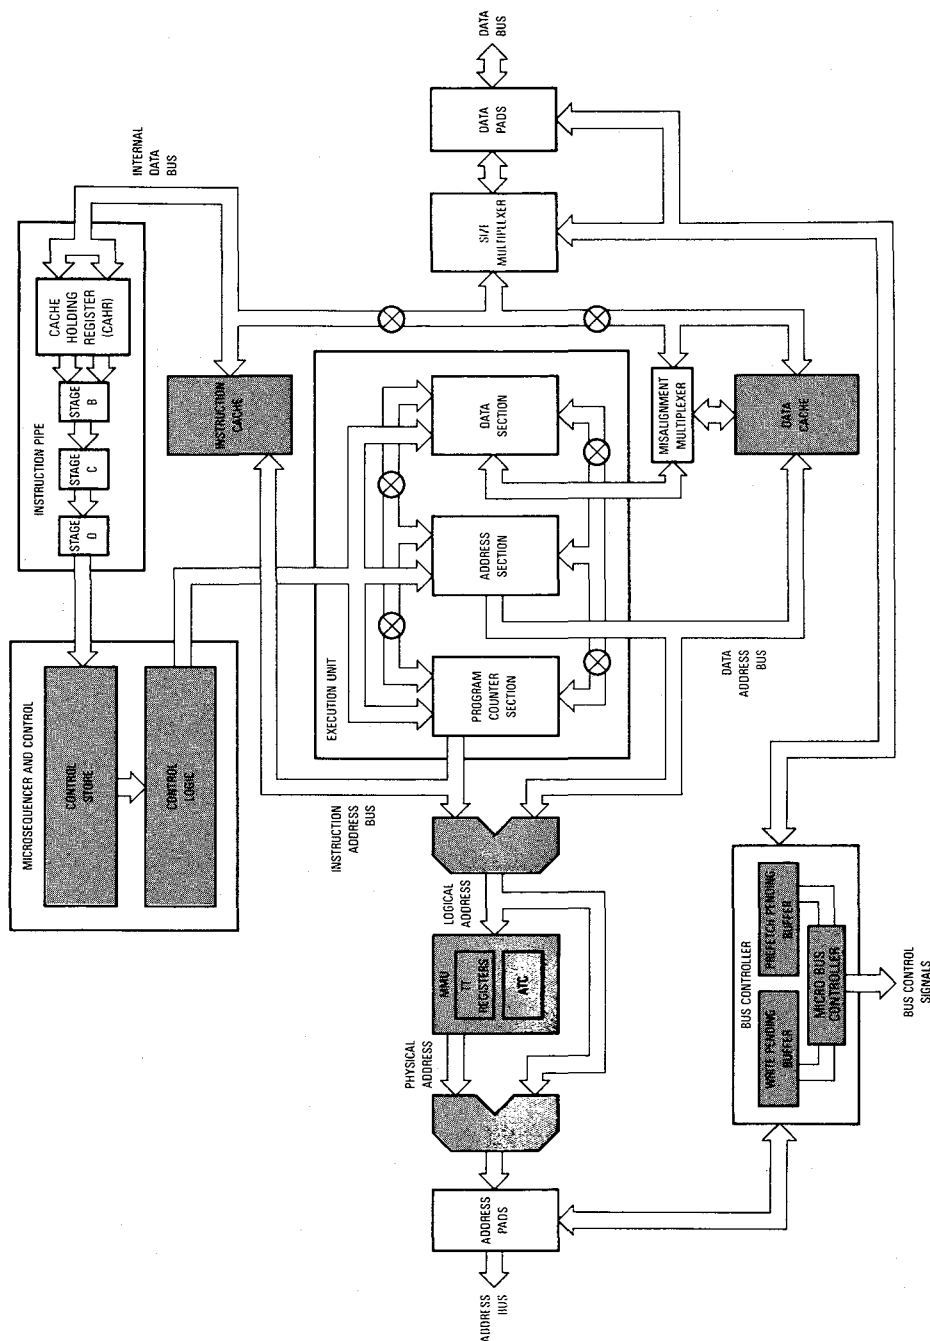 MICROSEQUENCER AND CONTROL
CONTROL
STORE
CONTROL
LOGIC
INSTRUCTION PIPE
STAGE
D
STAGE
C
STAGE
B
CACHE
HOLDING
REGISTER
(CAHR)
INTERNAL
DATA
BUS
INSTRUCTION
CACHE
INSTRUCTION
ADDRESS
BUS
EXECUTION UNIT
PROGRAM
COUNTER
SECTION
ADDRESS
SECTION
DATA
SECTION
ADDRESS
BUS
ADDRESS
PADS
PHYSICAL
ADDRESS
MMU
TT
REGISTERS
ATC
LOGICAL
ADDRESS
SIZE
MULTIPLEXER
DATA
PADS
DATA
BUS
MISALIGNMENT
MULTIPLEXER
DATA
CACHE
DATA
ADDRESS
BUS
BUS CONTROLLER
WRITE PENDING
BUFFER
PREFETCH PENDING
BUFFER
MICRO BUS
CONTROLLER
BUS CONTROL
SIGNALS